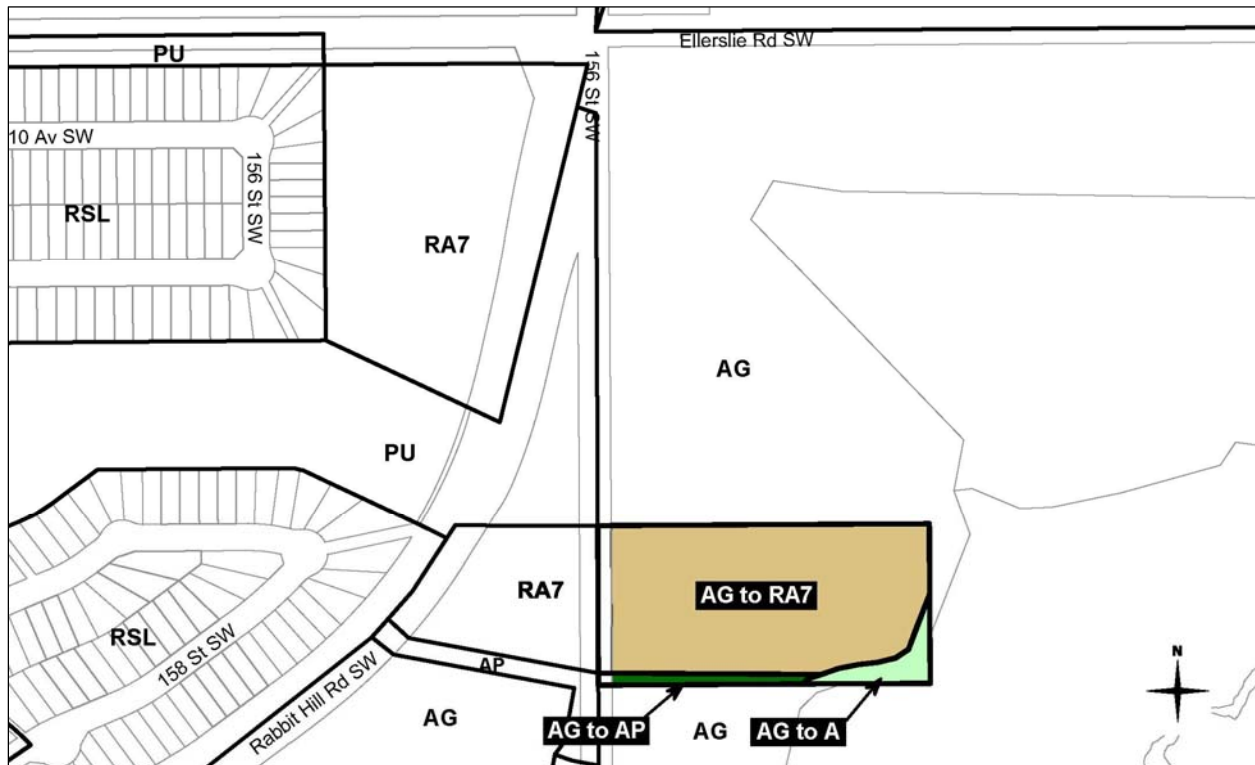 PU
Ellerslie Rd SW
156 St SW
10 Av SW
156 St SW
RSL
RA7
AG
PU
RA7
AG to RA7
RSL
158 St SW
AP
Rabbit Hill Rd SW
AG
AG to AP
AG
AG to A
N